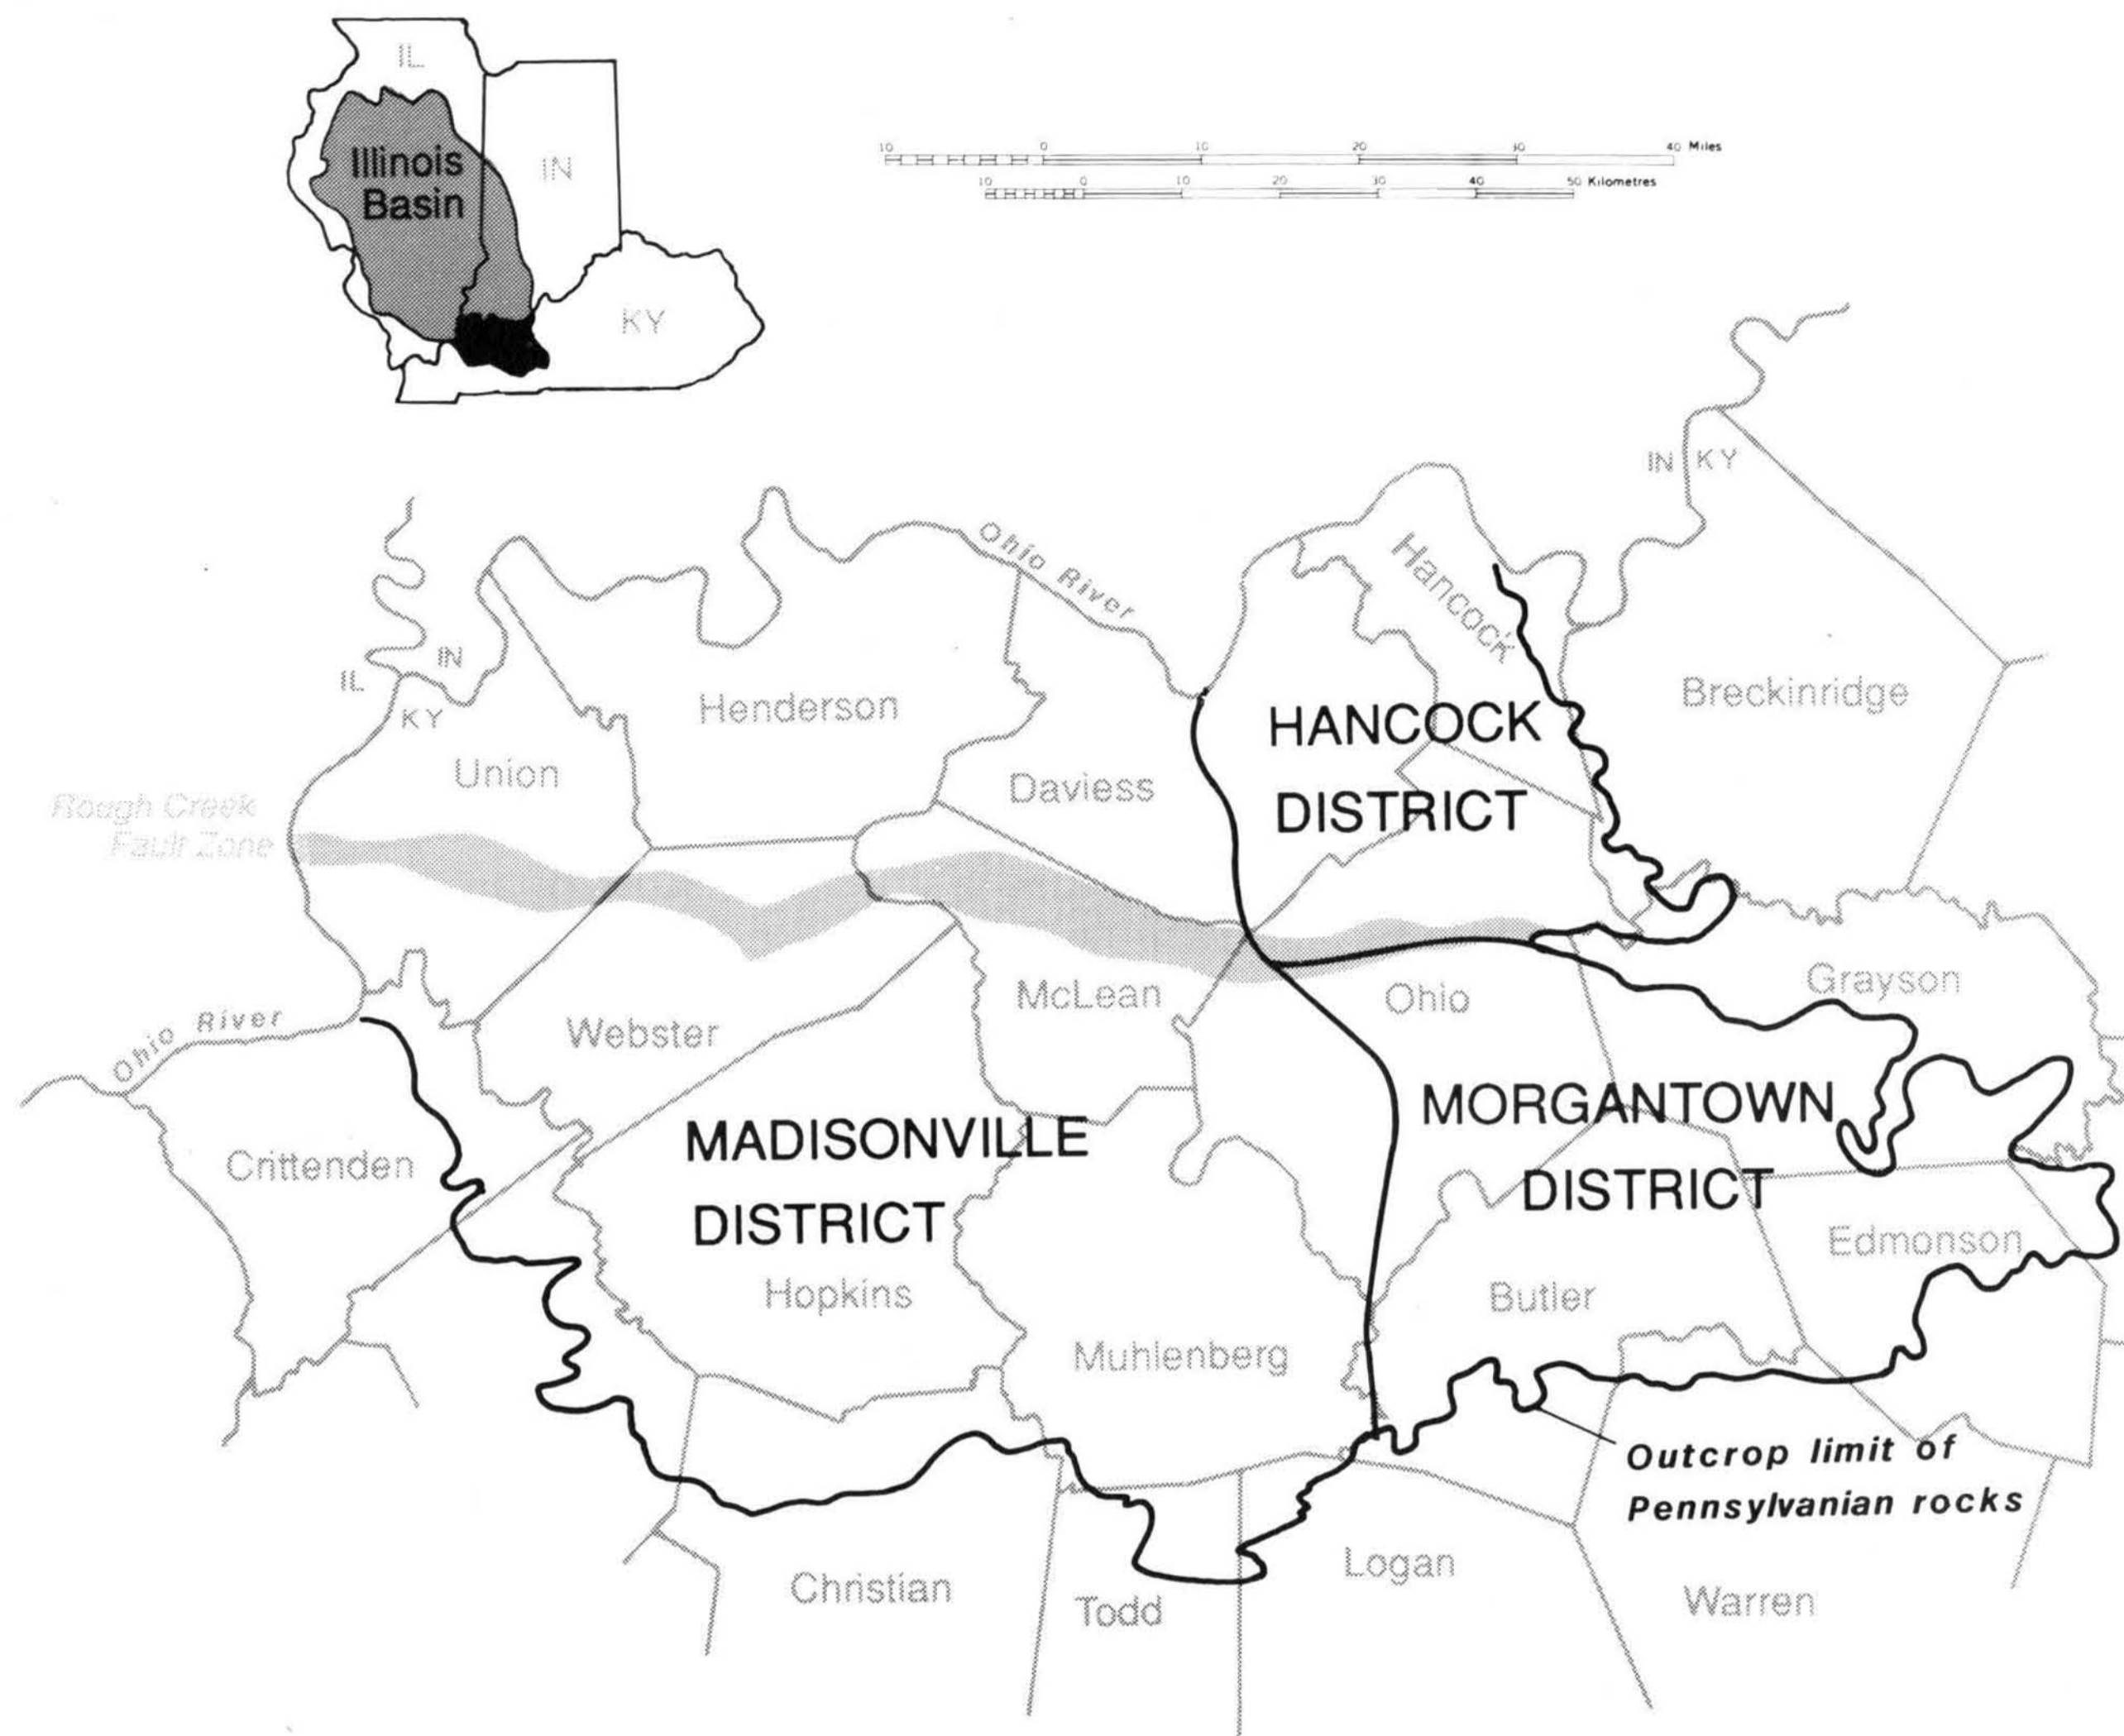 IL
IN
Illinois
Basin
KY
10 0 10 20 30 40 Miles
10 0 10 20 30 40 50 Kilometres
IN KY
Ohio River
Hancock
IN
IL
KY
Henderson
HANCOCK
DISTRICT
Breckinridge
Union
Daviess
Rough Creek
Fault Zone
McLean
Ohio
Grayson
Ohio River
Webster
MADISONVILLE
DISTRICT
MORGANTOWN
DISTRICT
Crittenden
Edmonson
Hopkins
Butler
Muhlenberg
Outcrop limit of
Pennsylvanian rocks
Christian
Todd
Logan
Warren